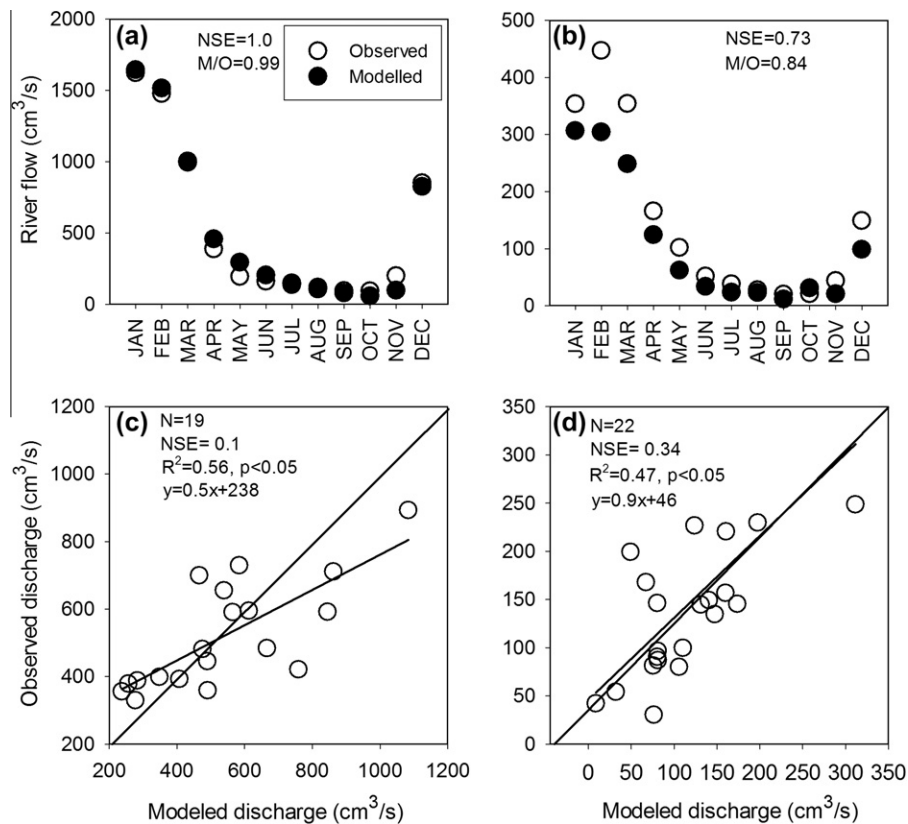 (a)
NSE=1.0
M/O=0.99
Observed
Modelled
River flow (cm³/s)
2000
1500
1000
500
0
JAN
FEB
MAR
APR
MAY
JUN
JUL
AUG
SEP
OCT
NOV
DEC
(b)
NSE=0.73
M/O=0.84
500
400
300
200
100
0
JAN
FEB
MAR
APR
MAY
JUN
JUL
AUG
SEP
OCT
NOV
DEC
(c)
N=19
NSE= 0.1
R²=0.56, p<0.05
y=0.5x+238
Observed discharge (cm³/s)
1200
1000
800
600
400
200
200 400 600 800 1000 1200
Modeled discharge (cm³/s)
(d)
N=22
NSE= 0.34
R²=0.47, p<0.05
y=0.9x+46
350
300
250
200
150
100
50
0
0 50 100 150 200 250 300 350
Modeled discharge (cm³/s)